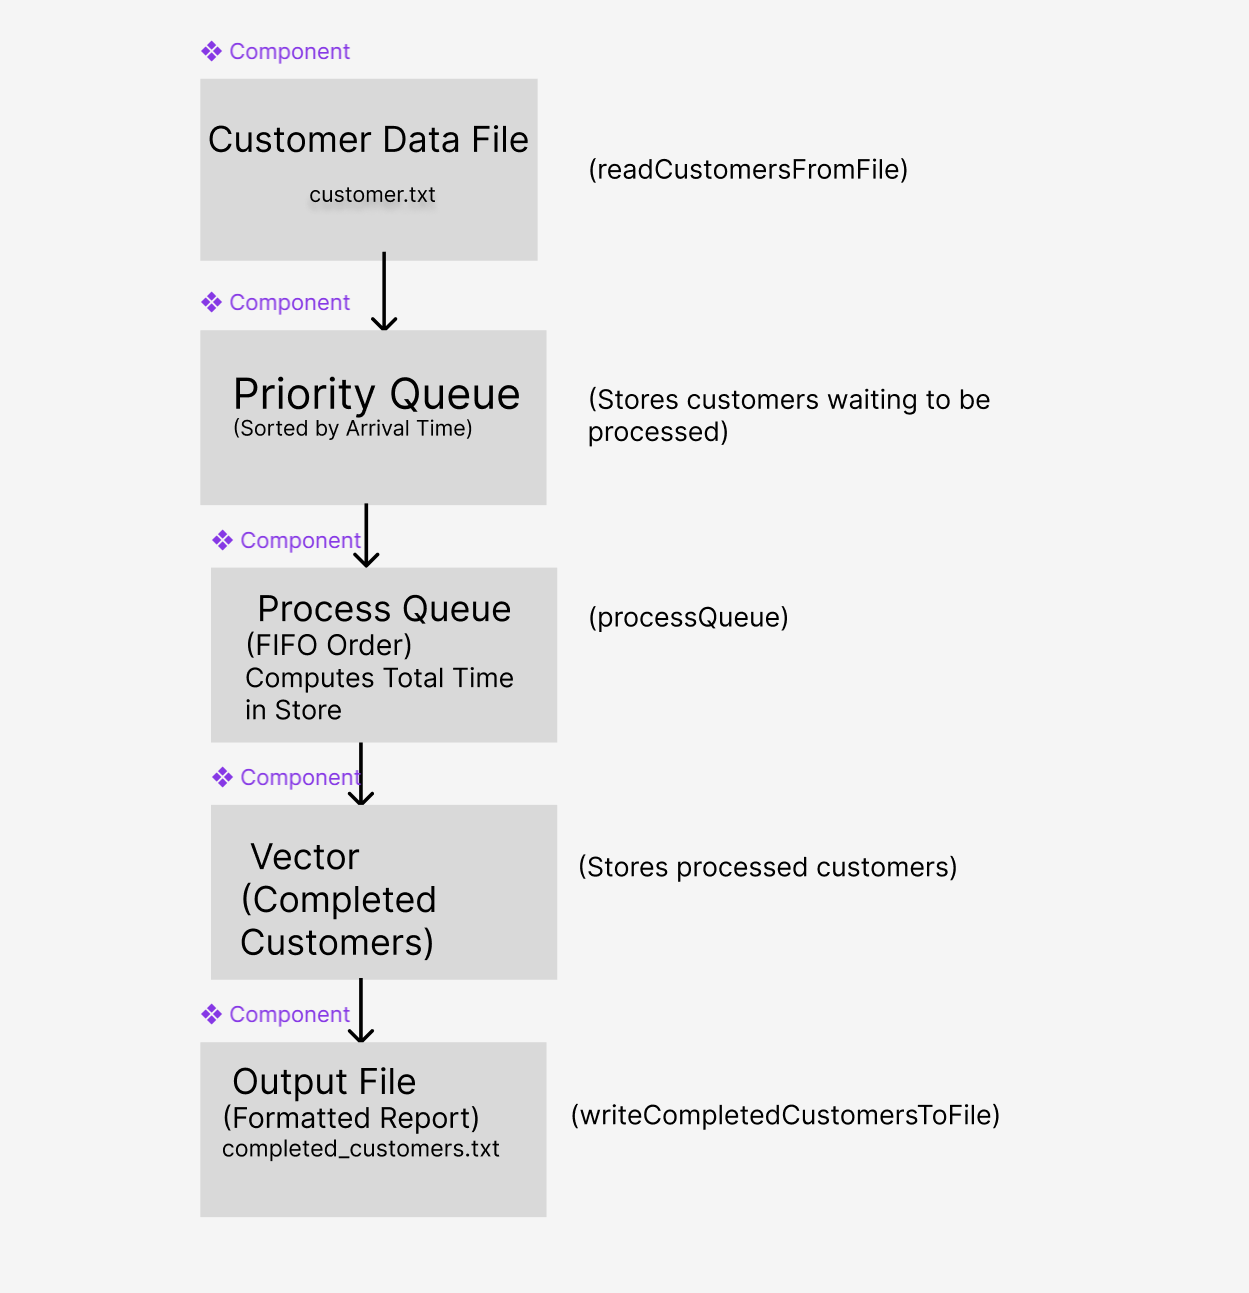 Component
Customer Data File
customer.txt
(readCustomersFromFile)
Component
Priority Queue
(Sorted by Arrival Time)
(Stores customers waiting to be
processed)
Component
Process Queue
(FIFO Order)
Computes Total Time
in Store
(processQueue)
Component
Vector
(Completed
Customers)
(Stores processed customers)
Component
Output File
(Formatted Report)
completed_customers.txt
(writeCompletedCustomersToFile)